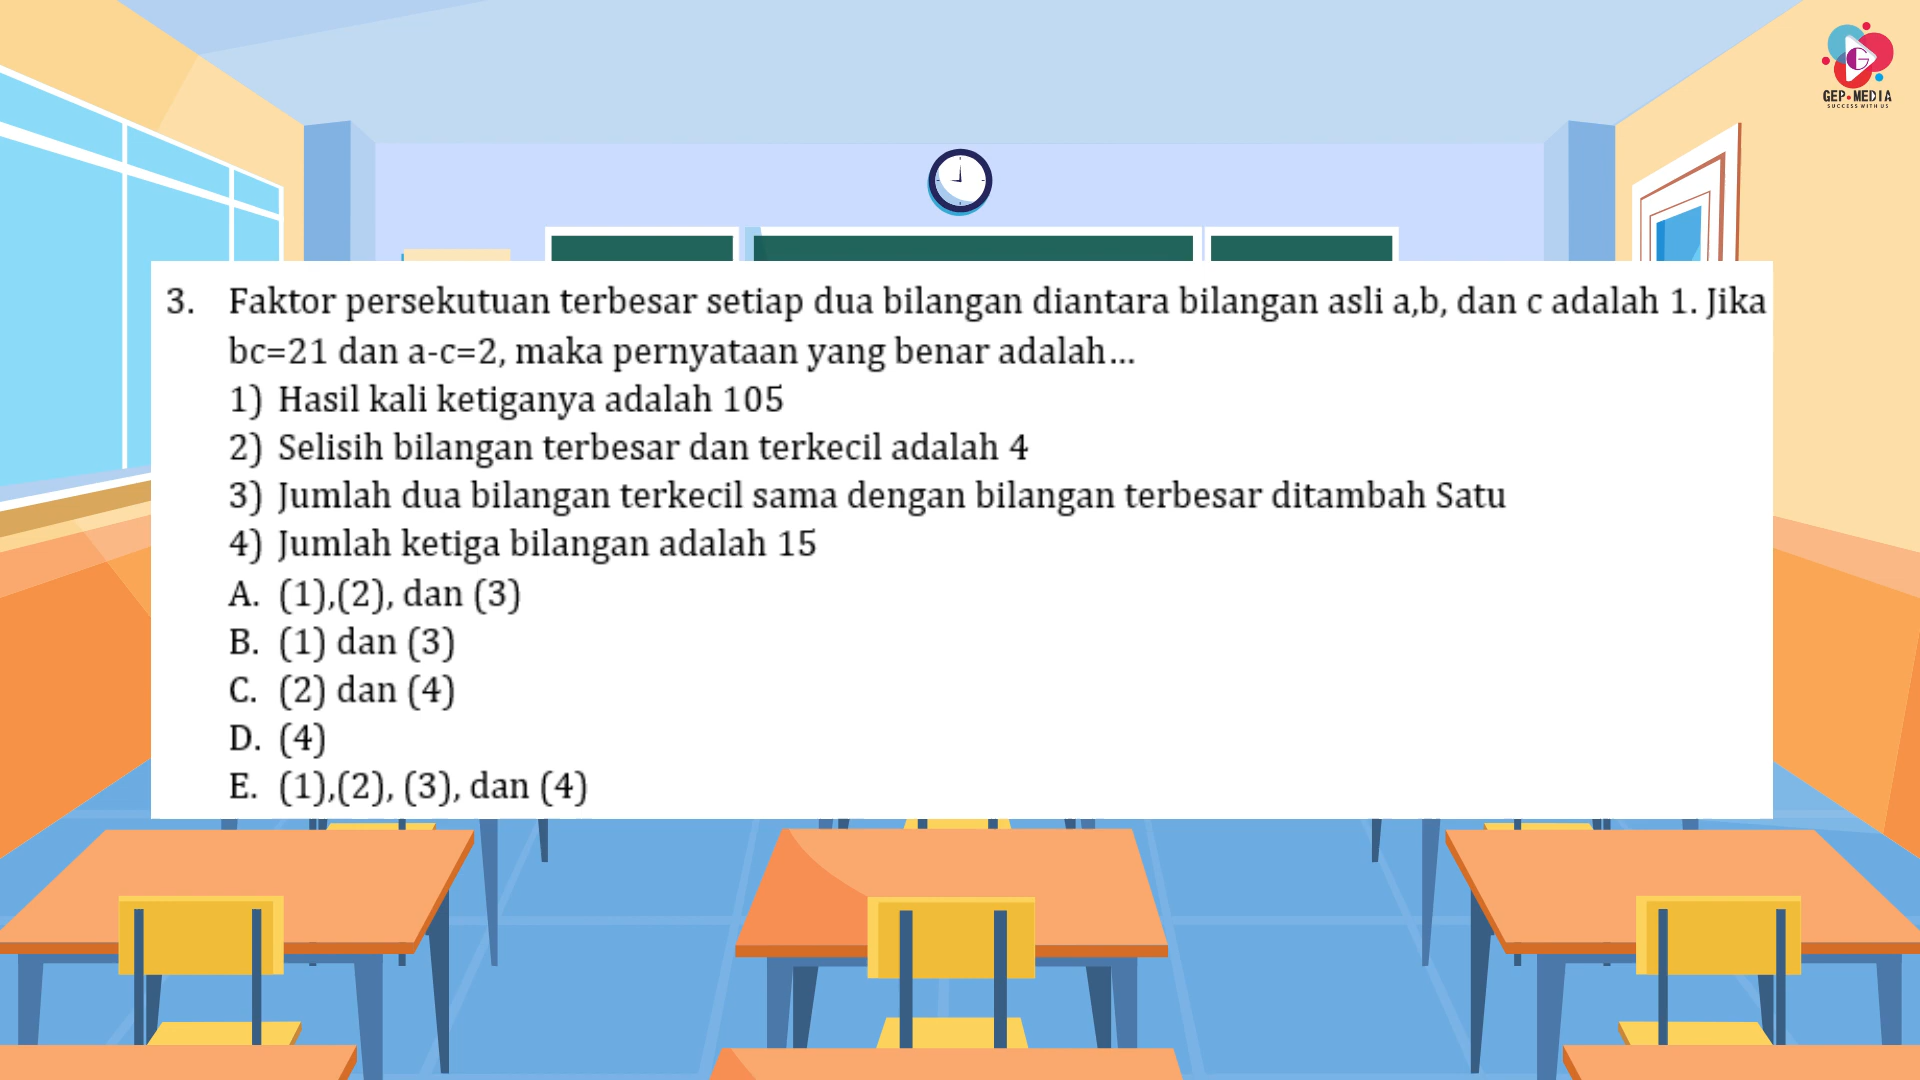 GEP•MEDIA
SUCCESS WITH US
3. Faktor persekutuan terbesar setiap dua bilangan diantara bilangan asli a,b, dan c adalah 1. Jika
bc=21 dan a-c=2, maka pernyataan yang benar adalah...
1) Hasil kali ketiganya adalah 105
2) Selisih bilangan terbesar dan terkecil adalah 4
3) Jumlah dua bilangan terkecil sama dengan bilangan terbesar ditambah Satu
4) Jumlah ketiga bilangan adalah 15
A. (1),(2), dan (3)
B. (1) dan (3)
C. (2) dan (4)
D. (4)
E. (1),(2), (3), dan (4)